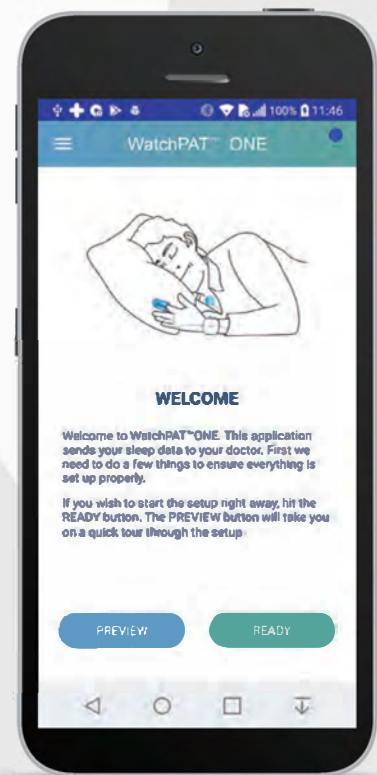 100% 11:46
WatchPAT™ ONE
WELCOME
Welcome to WatchPAT™ONE. This application
sends your sleep data to your doctor. First we
need to do a few things to ensure everything is
set up properly.
If you wish to start the setup right away, hit the
READY button. The PREVIEW button will take you
on a quick tour through the setup
PREVIEW
READY